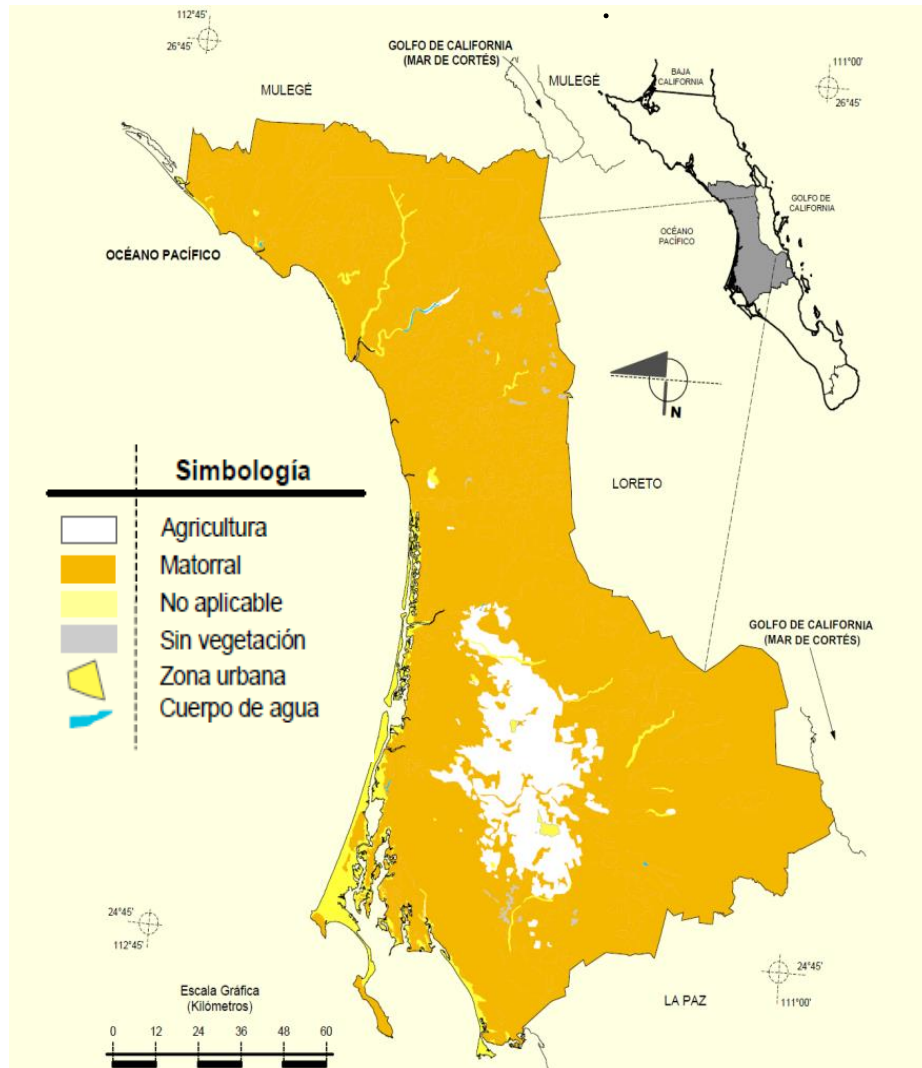 112°45'
26°45'
GOLFO DE CALIFORNIA
(MAR DE CORTÉS)
MULEGÉ
MULEGÉ
BAJA
CALIFORNIA
111°00'
26°45'
GOLFO DE
CALIFORNIA
OCÉANO
PACÍFICO
OCÉANO PACÍFICO
N
LORETO
Simbología
Agricultura
Matorral
No aplicable
Sin vegetación
Zona urbana
Cuerpo de agua
GOLFO DE CALIFORNIA
(MAR DE CORTÉS)
24°45'
112°45'
24°45'
111°00'
LA PAZ
Escala Gráfica
(Kilómetros)
0 12 24 36 48 60